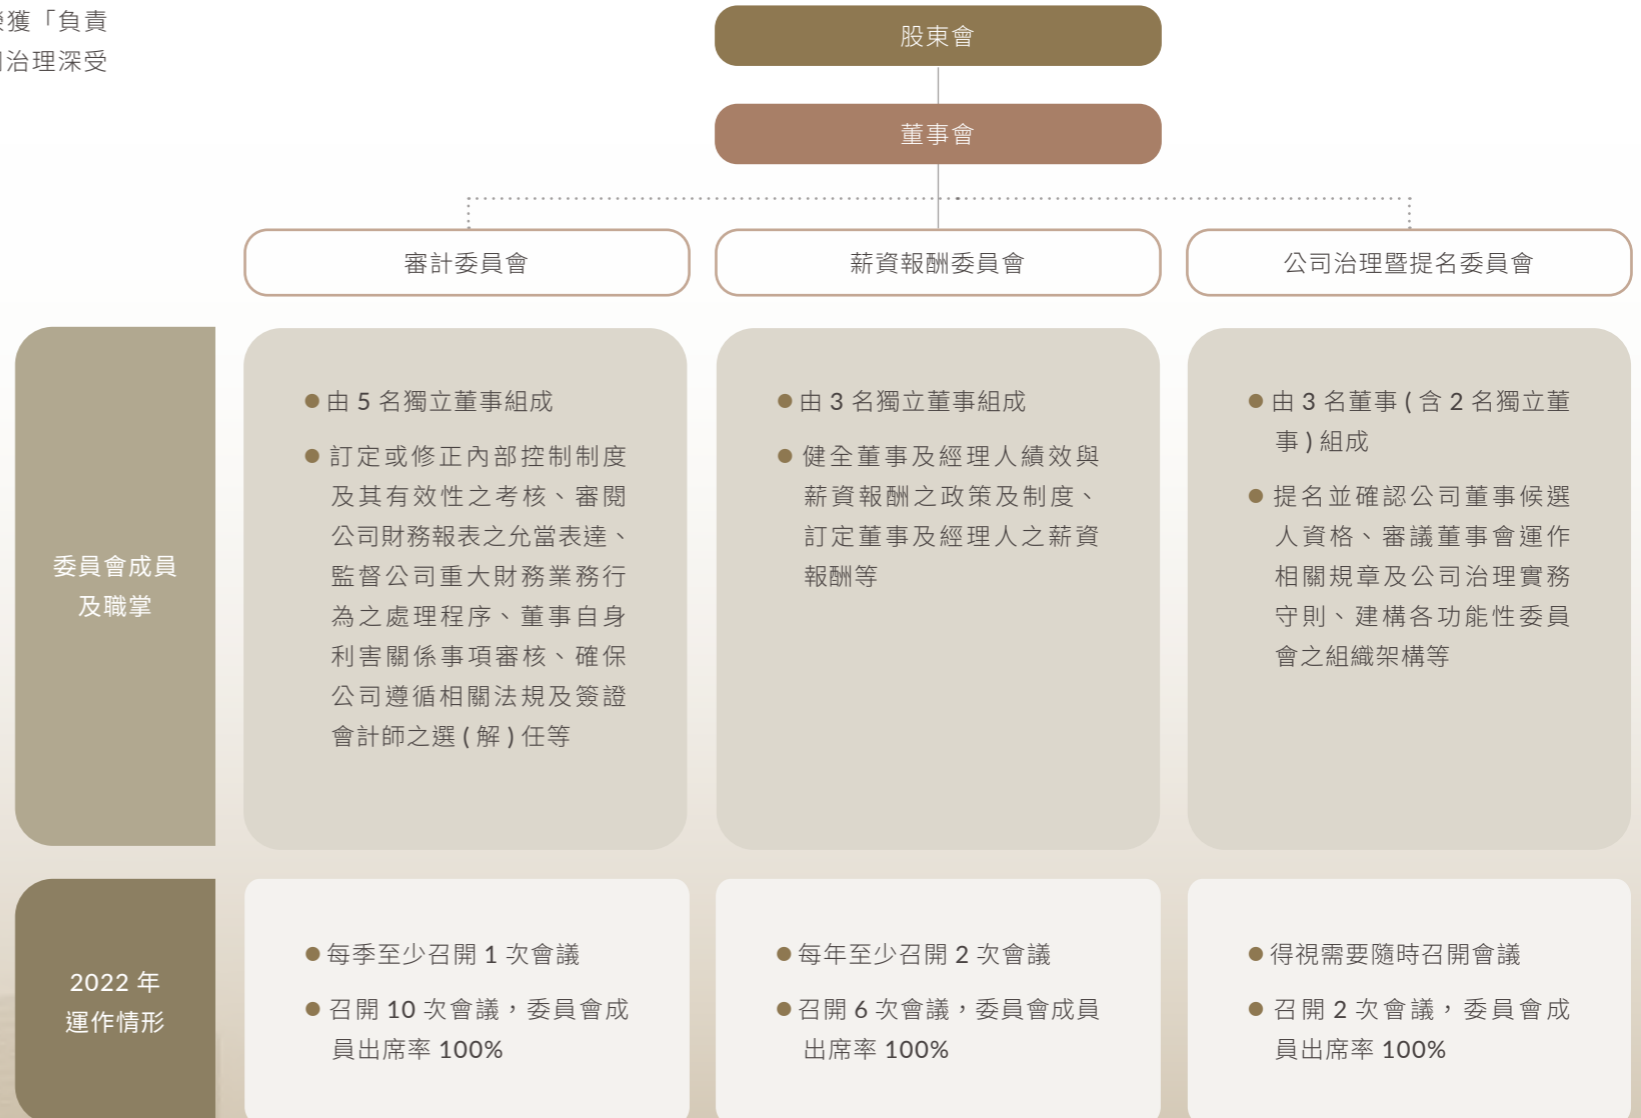 獲「負責
治理深受
股東會
董事會
審計委員會
薪資報酬委員會
公司治理暨提名委員會
委員會成員
及職掌
● 由 5 名獨立董事組成
● 訂定或修正內部控制制度
及其有效性之考核、審閱
公司財務報表之允當表達、
監督公司重大財務業務行
為之處理程序、董事自身
利害關係事項審核、確保
公司遵循相關法規及簽證
會計師之選 ( 解 ) 任等
● 由 3 名獨立董事組成
● 健全董事及經理人績效與
薪資報酬之政策及制度、
訂定董事及經理人之薪資
報酬等
● 由 3 名董事 ( 含 2 名獨立董
事 ) 組成
● 提名並確認公司董事候選
人資格、審議董事會運作
相關規章及公司治理實務
守則、建構各功能性委員
會之組織架構等
2022 年
運作情形
● 每季至少召開 1 次會議
● 召開 10 次會議，委員會成
員出席率 100%
● 每年至少召開 2 次會議
● 召開 6 次會議，委員會成員
出席率 100%
● 得視需要隨時召開會議
● 召開 2 次會議，委員會成
員出席率 100%